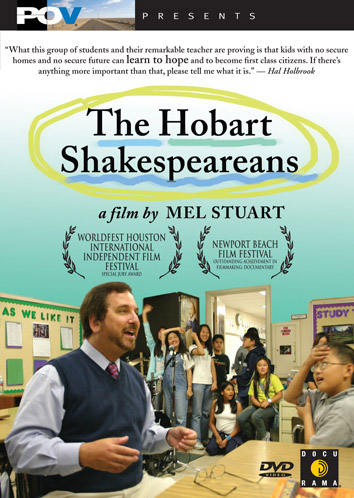 POV PRESENTS
“What this group of students and their remarkable teacher are proving is that kids with no secure
homes and no secure future can learn to hope and to become first class citizens. If there's
anything more important than that, please tell me what it is.” — Hal Holbrook
The Hobart
Shakespeareans
a film by MEL STUART
WORLDFEST HOUSTON
INTERNATIONAL
INDEPENDENT FILM
FESTIVAL
SPECIAL JURY AWARD
NEWPORT BEACH
FILM FESTIVAL
OUTSTANDING ACHIEVEMENT IN
FILMMAKING: DOCUMENTARY
AS WE LIKE IT
STUDY
DVD
VIDEO
DOCU
RAMA